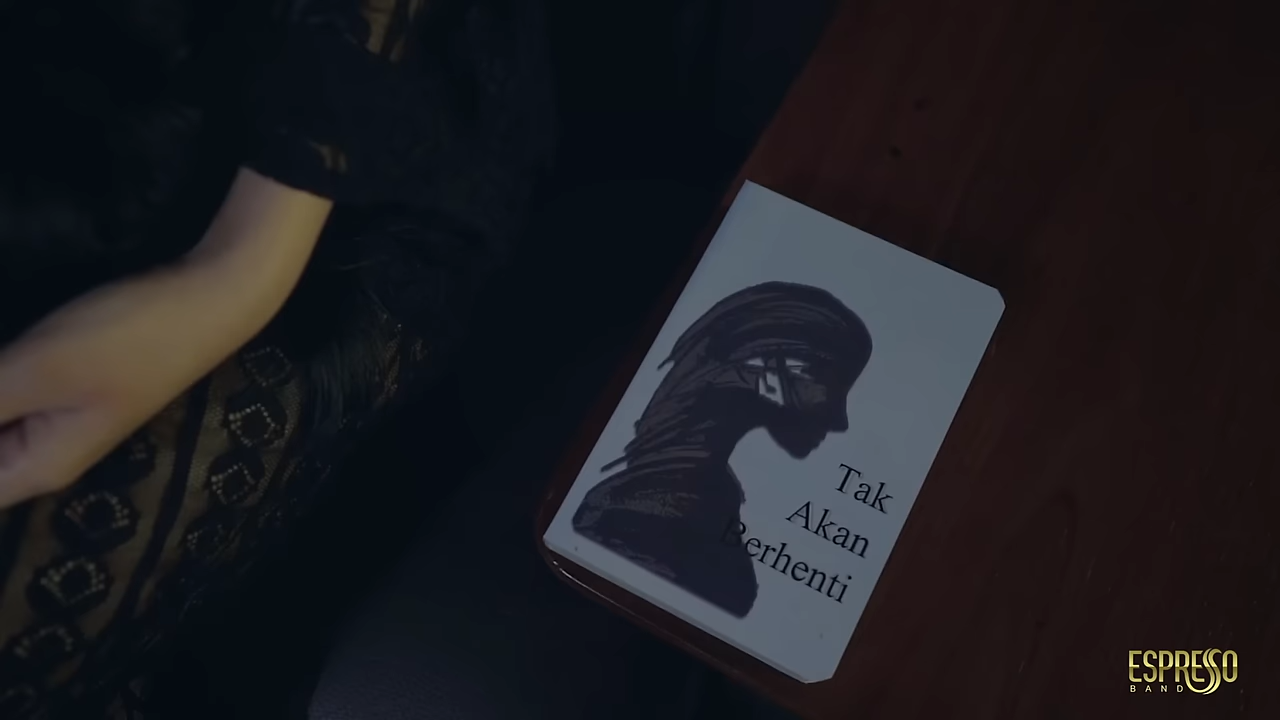 Tak
Akan
Berhenti
ESPRESSO
BAND